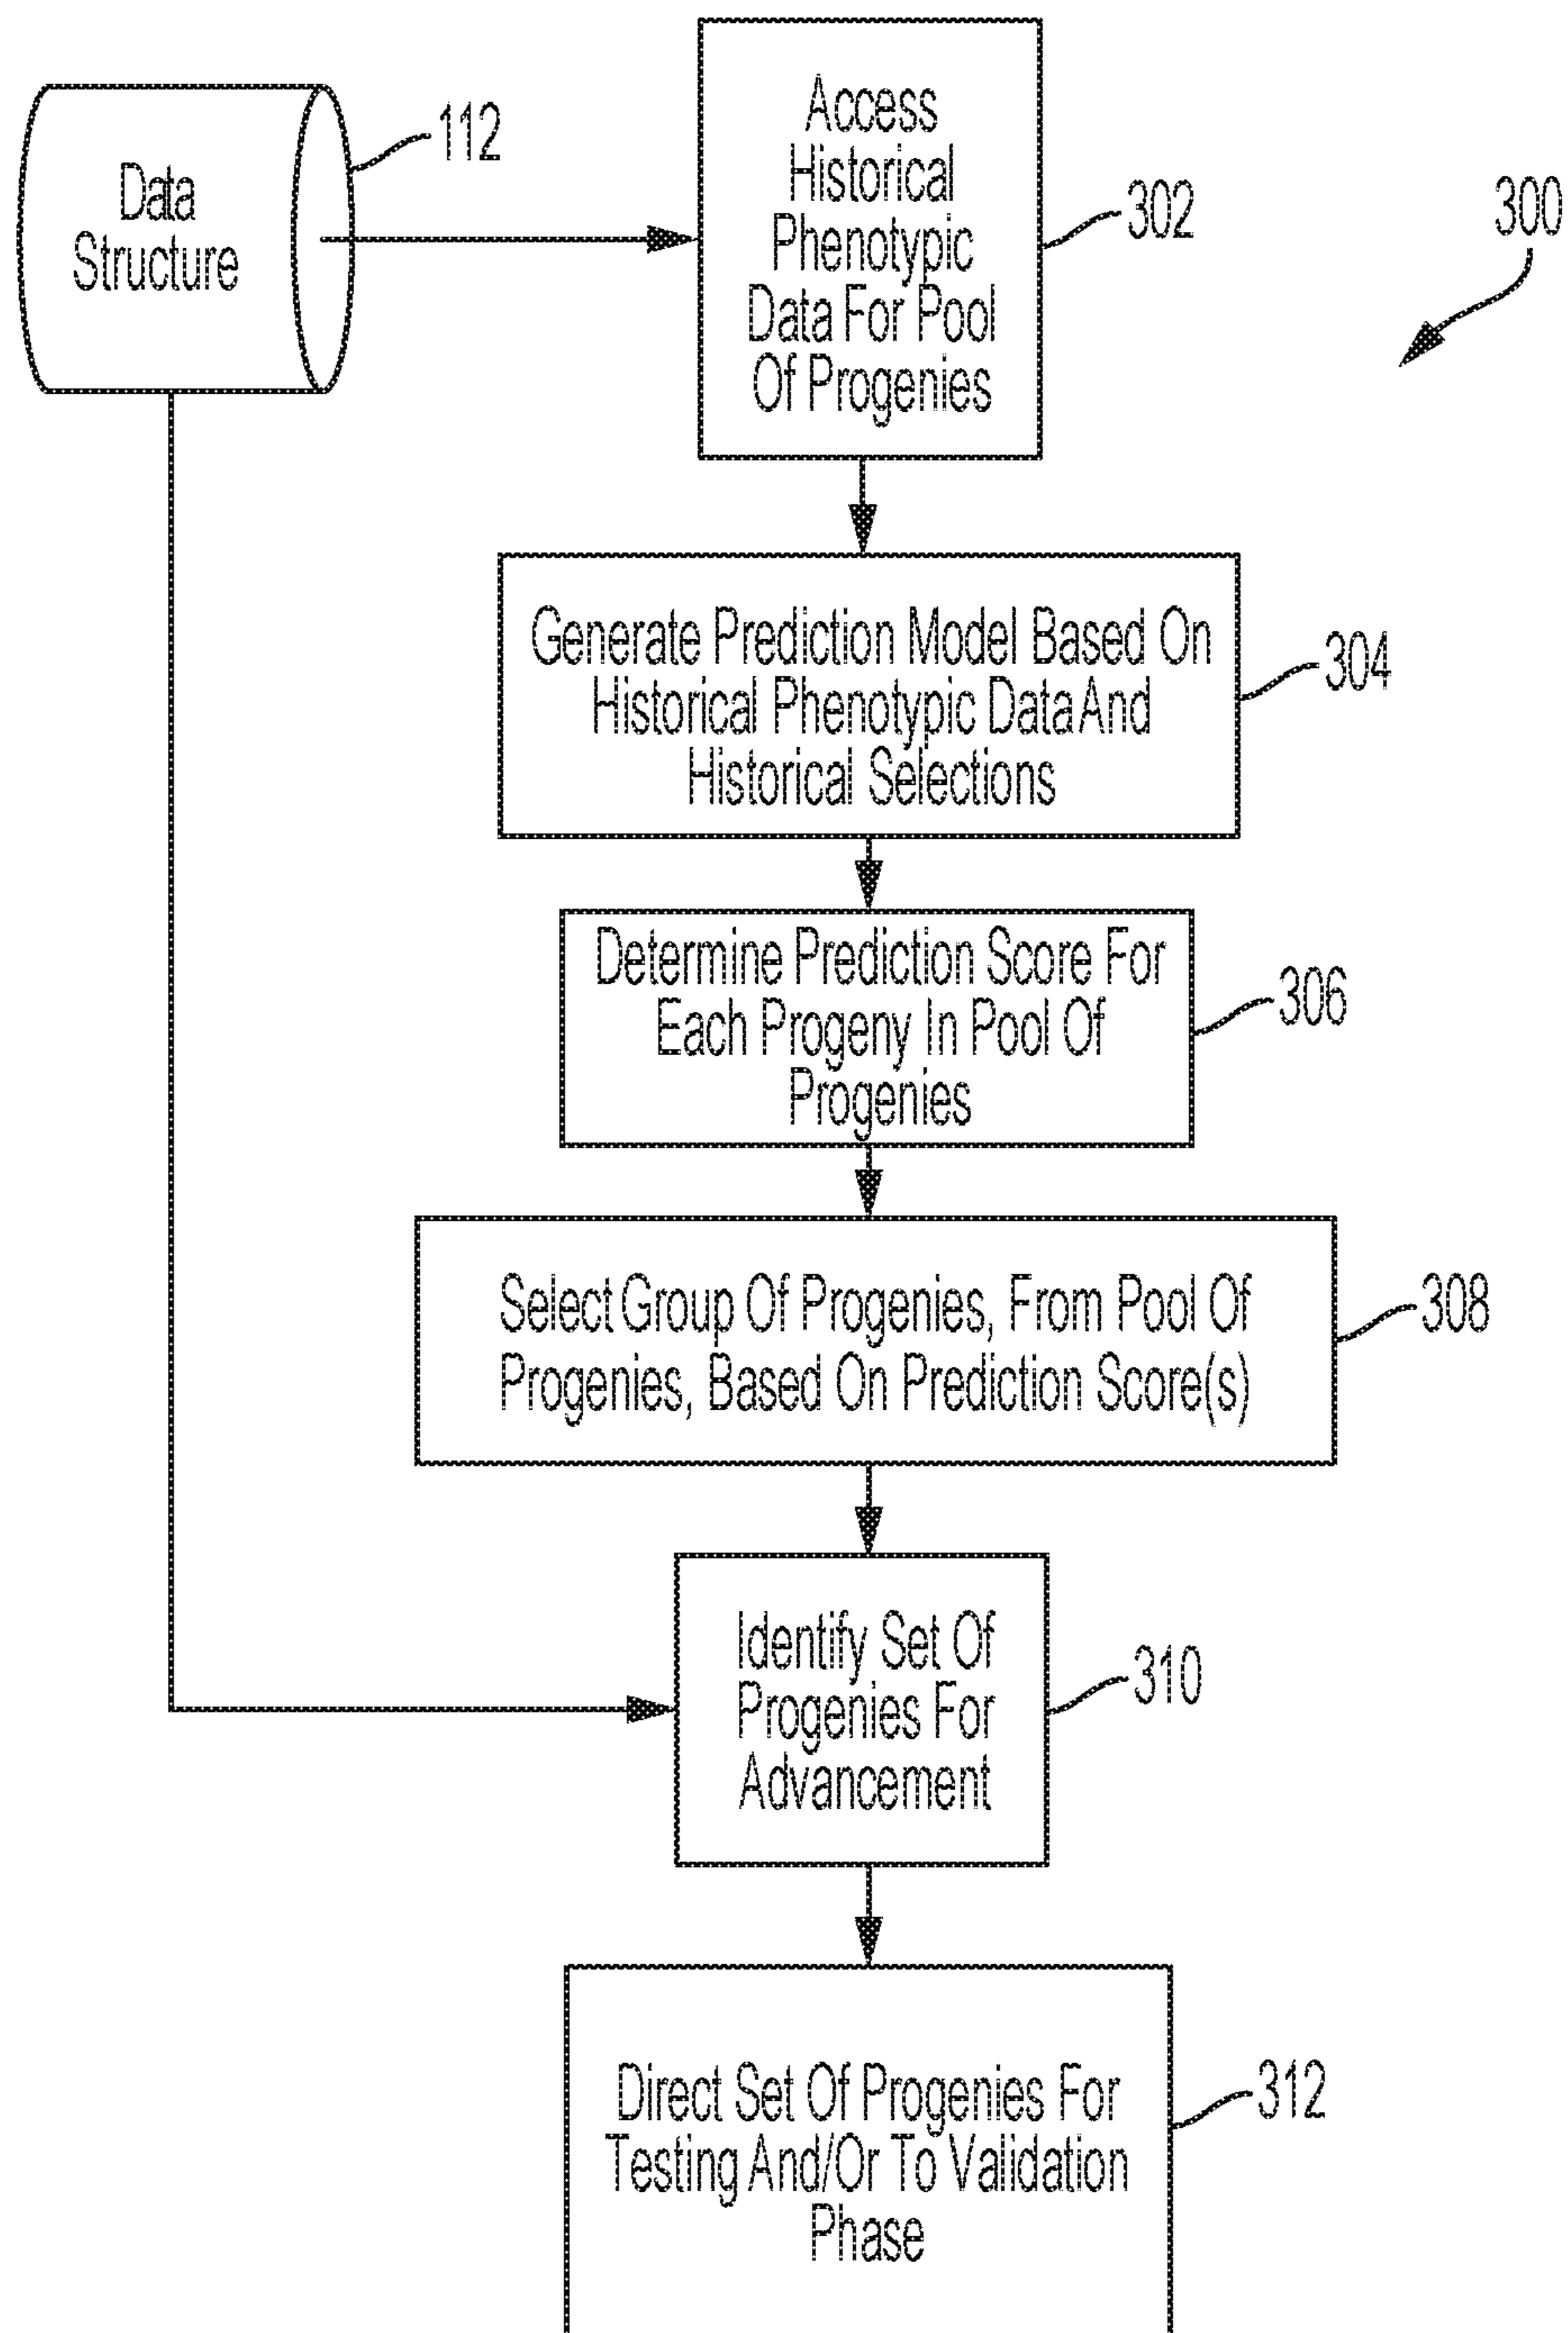 Data
Structure
112
Access
Historical
Phenotypic
Data For Pool
Of Progenies
302
300
Generate Prediction Model Based On
Historical Phenotypic Data And
Historical Selections
304
Determine Prediction Score For
Each Progeny In Pool Of
Progenies
306
Select Group Of Progenies, From Pool Of
Progenies, Based On Prediction Score(s)
308
Identify Set Of
Progenies For
Advancement
310
Direct Set Of Progenies For
Testing And/Or To Validation
Phase
312